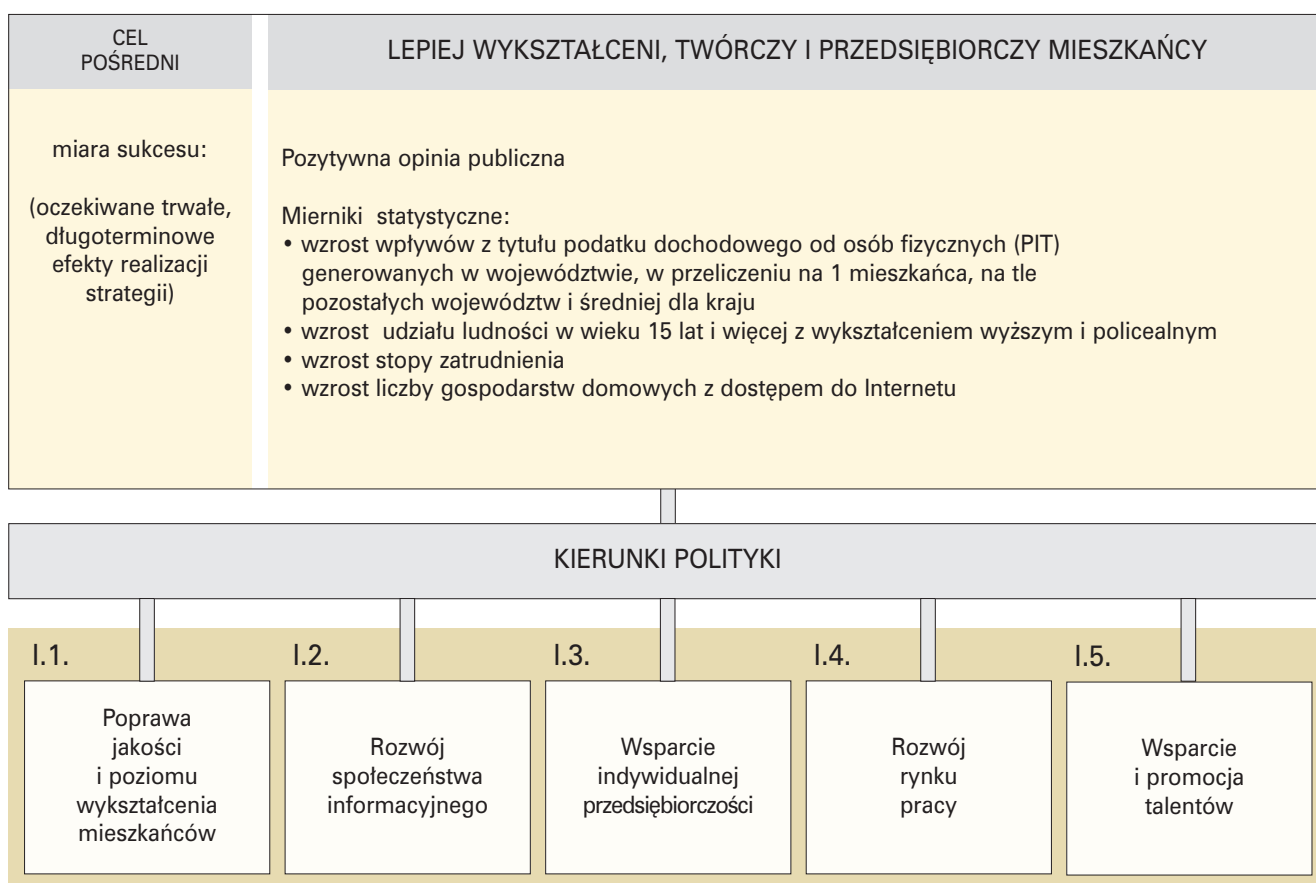 CEL
POŚREDNI
LEPIEJ WYKSZTAŁCENI, TWÓRCZY I PRZEDSIĘBIORCZY MIESZKAŃCY
miara sukcesu:
(oczekiwane trwałe,
długoterminowe
efekty realizacji
strategii)
Pozytywna opinia publiczna
Mierniki statystyczne:
• wzrost wpływów z tytułu podatku dochodowego od osób fizycznych (PIT)
generowanych w województwie, w przeliczeniu na 1 mieszkańca, na tle
pozostałych województw i średniej dla kraju
• wzrost udziału ludności w wieku 15 lat i więcej z wykształceniem wyższym i policealnym
• wzrost stopy zatrudnienia
• wzrost liczby gospodarstw domowych z dostępem do Internetu
KIERUNKI POLITYKI
I.1.
Poprawa
jakości
i poziomu
wykształcenia
mieszkańców
I.2.
Rozwój
społeczeństwa
informacyjnego
I.3.
Wsparcie
indywidualnej
przedsiębiorczości
I.4.
Rozwój
rynku
pracy
I.5.
Wsparcie
i promocja
talentów